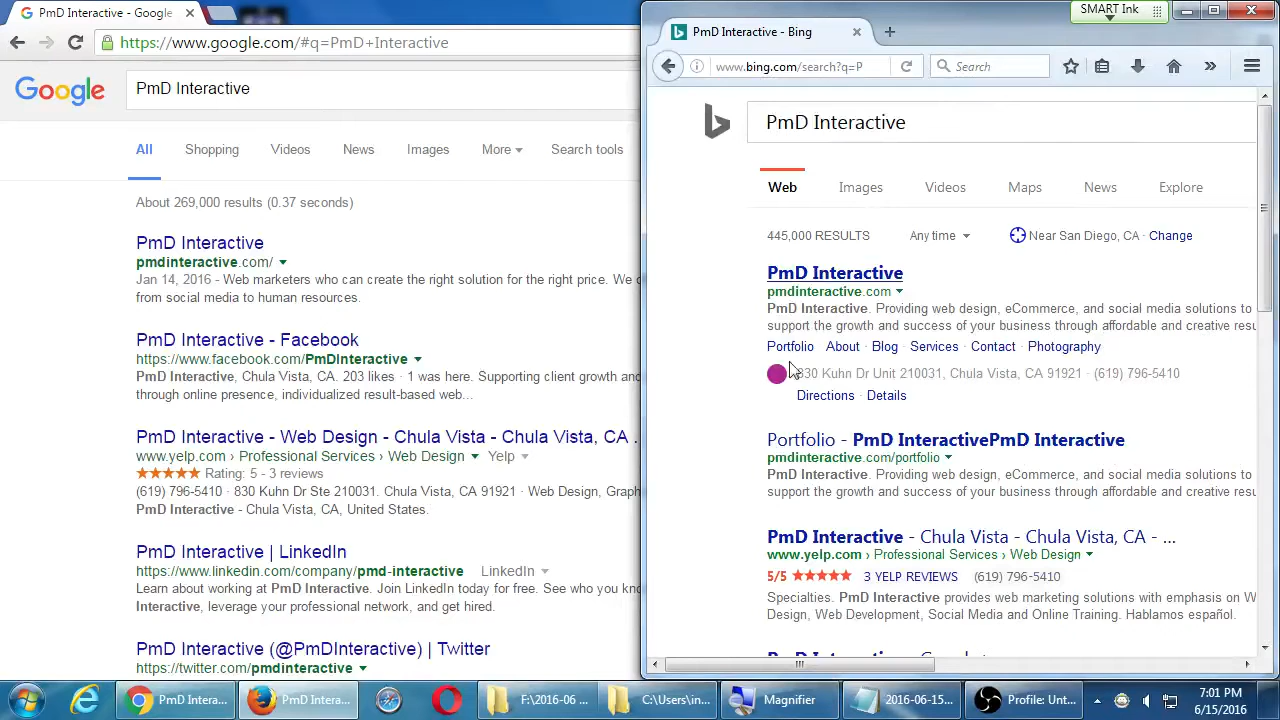 PmD Interactive - Google
https://www.google.com/#q=PmD+Interactive
Google
PmD Interactive
All
Shopping
Videos
News
Images
More
Search tools
About 269,000 results (0.37 seconds)
PmD Interactive
pmdinteractive.com/
Jan 14, 2016 - Web marketers who can create the right solution for the right price. We
from social media to human resources.
PmD Interactive - Facebook
https://www.facebook.com/PmDInteractive
PmD Interactive, Chula Vista, CA. 203 likes · 1 was here. Supporting client growth and
through online presence, individualized result-based web...
PmD Interactive - Web Design - Chula Vista - Chula Vista, CA
www.yelp.com › Professional Services › Web Design
Yelp
Rating: 5 - 3 reviews
(619) 796-5410 · 830 Kuhn Dr Ste 210031. Chula Vista, CA 91921 · Web Design,
PmD Interactive - Chula Vista, CA, United States.
PmD Interactive | LinkedIn
https://www.linkedin.com/company/pmd-interactive
LinkedIn
Learn about working at PmD Interactive. Join LinkedIn today for free. See who you
Interactive, leverage your professional network, and get hired.
PmD Interactive (@PmDInteractive) | Twitter
https://twitter.com/pmdinteractive
SMART Ink
PmD Interactive - Bing
www.bing.com/search?q=P
Search
b
PmD Interactive
Web
Images
Videos
Maps
News
Explore
445,000 RESULTS
Any time
Near San Diego, CA · Change
PmD Interactive
pmdinteractive.com
PmD Interactive. Providing web design, eCommerce, and social media solutions to
support the growth and success of your business through affordable and creative
Portfolio · About · Blog · Services · Contact · Photography
830 Kuhn Dr Unit 210031, Chula Vista, CA 91921 · (619) 796-5410
Directions · Details
Portfolio - PmD InteractivePmD Interactive
pmdinteractive.com/portfolio
PmD Interactive. Providing web design, eCommerce, and social media solutions to
support the growth and success of your business through affordable and creative
PmD Interactive - Chula Vista - Chula Vista, CA - ...
www.yelp.com › Professional Services › Web Design
5/5
3 YELP REVIEWS
(619) 796-5410
Specialties. PmD Interactive provides web marketing solutions with emphasis on W
Design, Web Development, Social Media and Online Training. Hablamos español.
PmD Intera...
PmD Intera...
F:\2016-06 ...
C:\Users\in...
Magnifier
2016-06-15...
Profile: Unt...
7:01 PM
6/15/2016